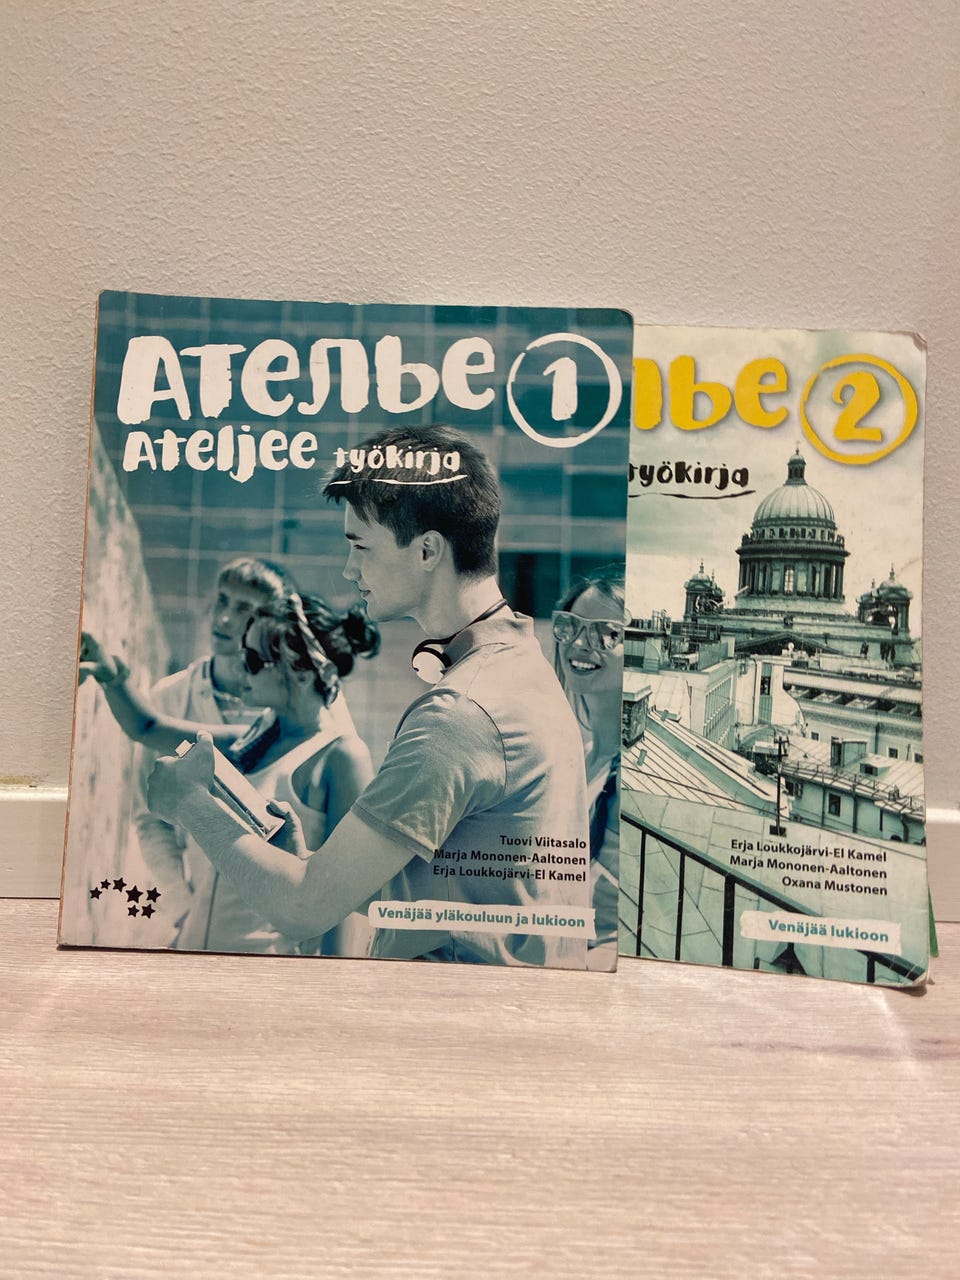 Ателье 1
Ateljee työkirja
Tuovi Viitasalo
Marja Mononen-Aaltonen
Erja Loukkojärvi-El Kamel
Venäjää yläkouluun ja lukioon
лье 2
työkirja
Erja Loukkojärvi-El Kamel
Marja Mononen-Aaltonen
Oxana Mustonen
Venäjää lukioon